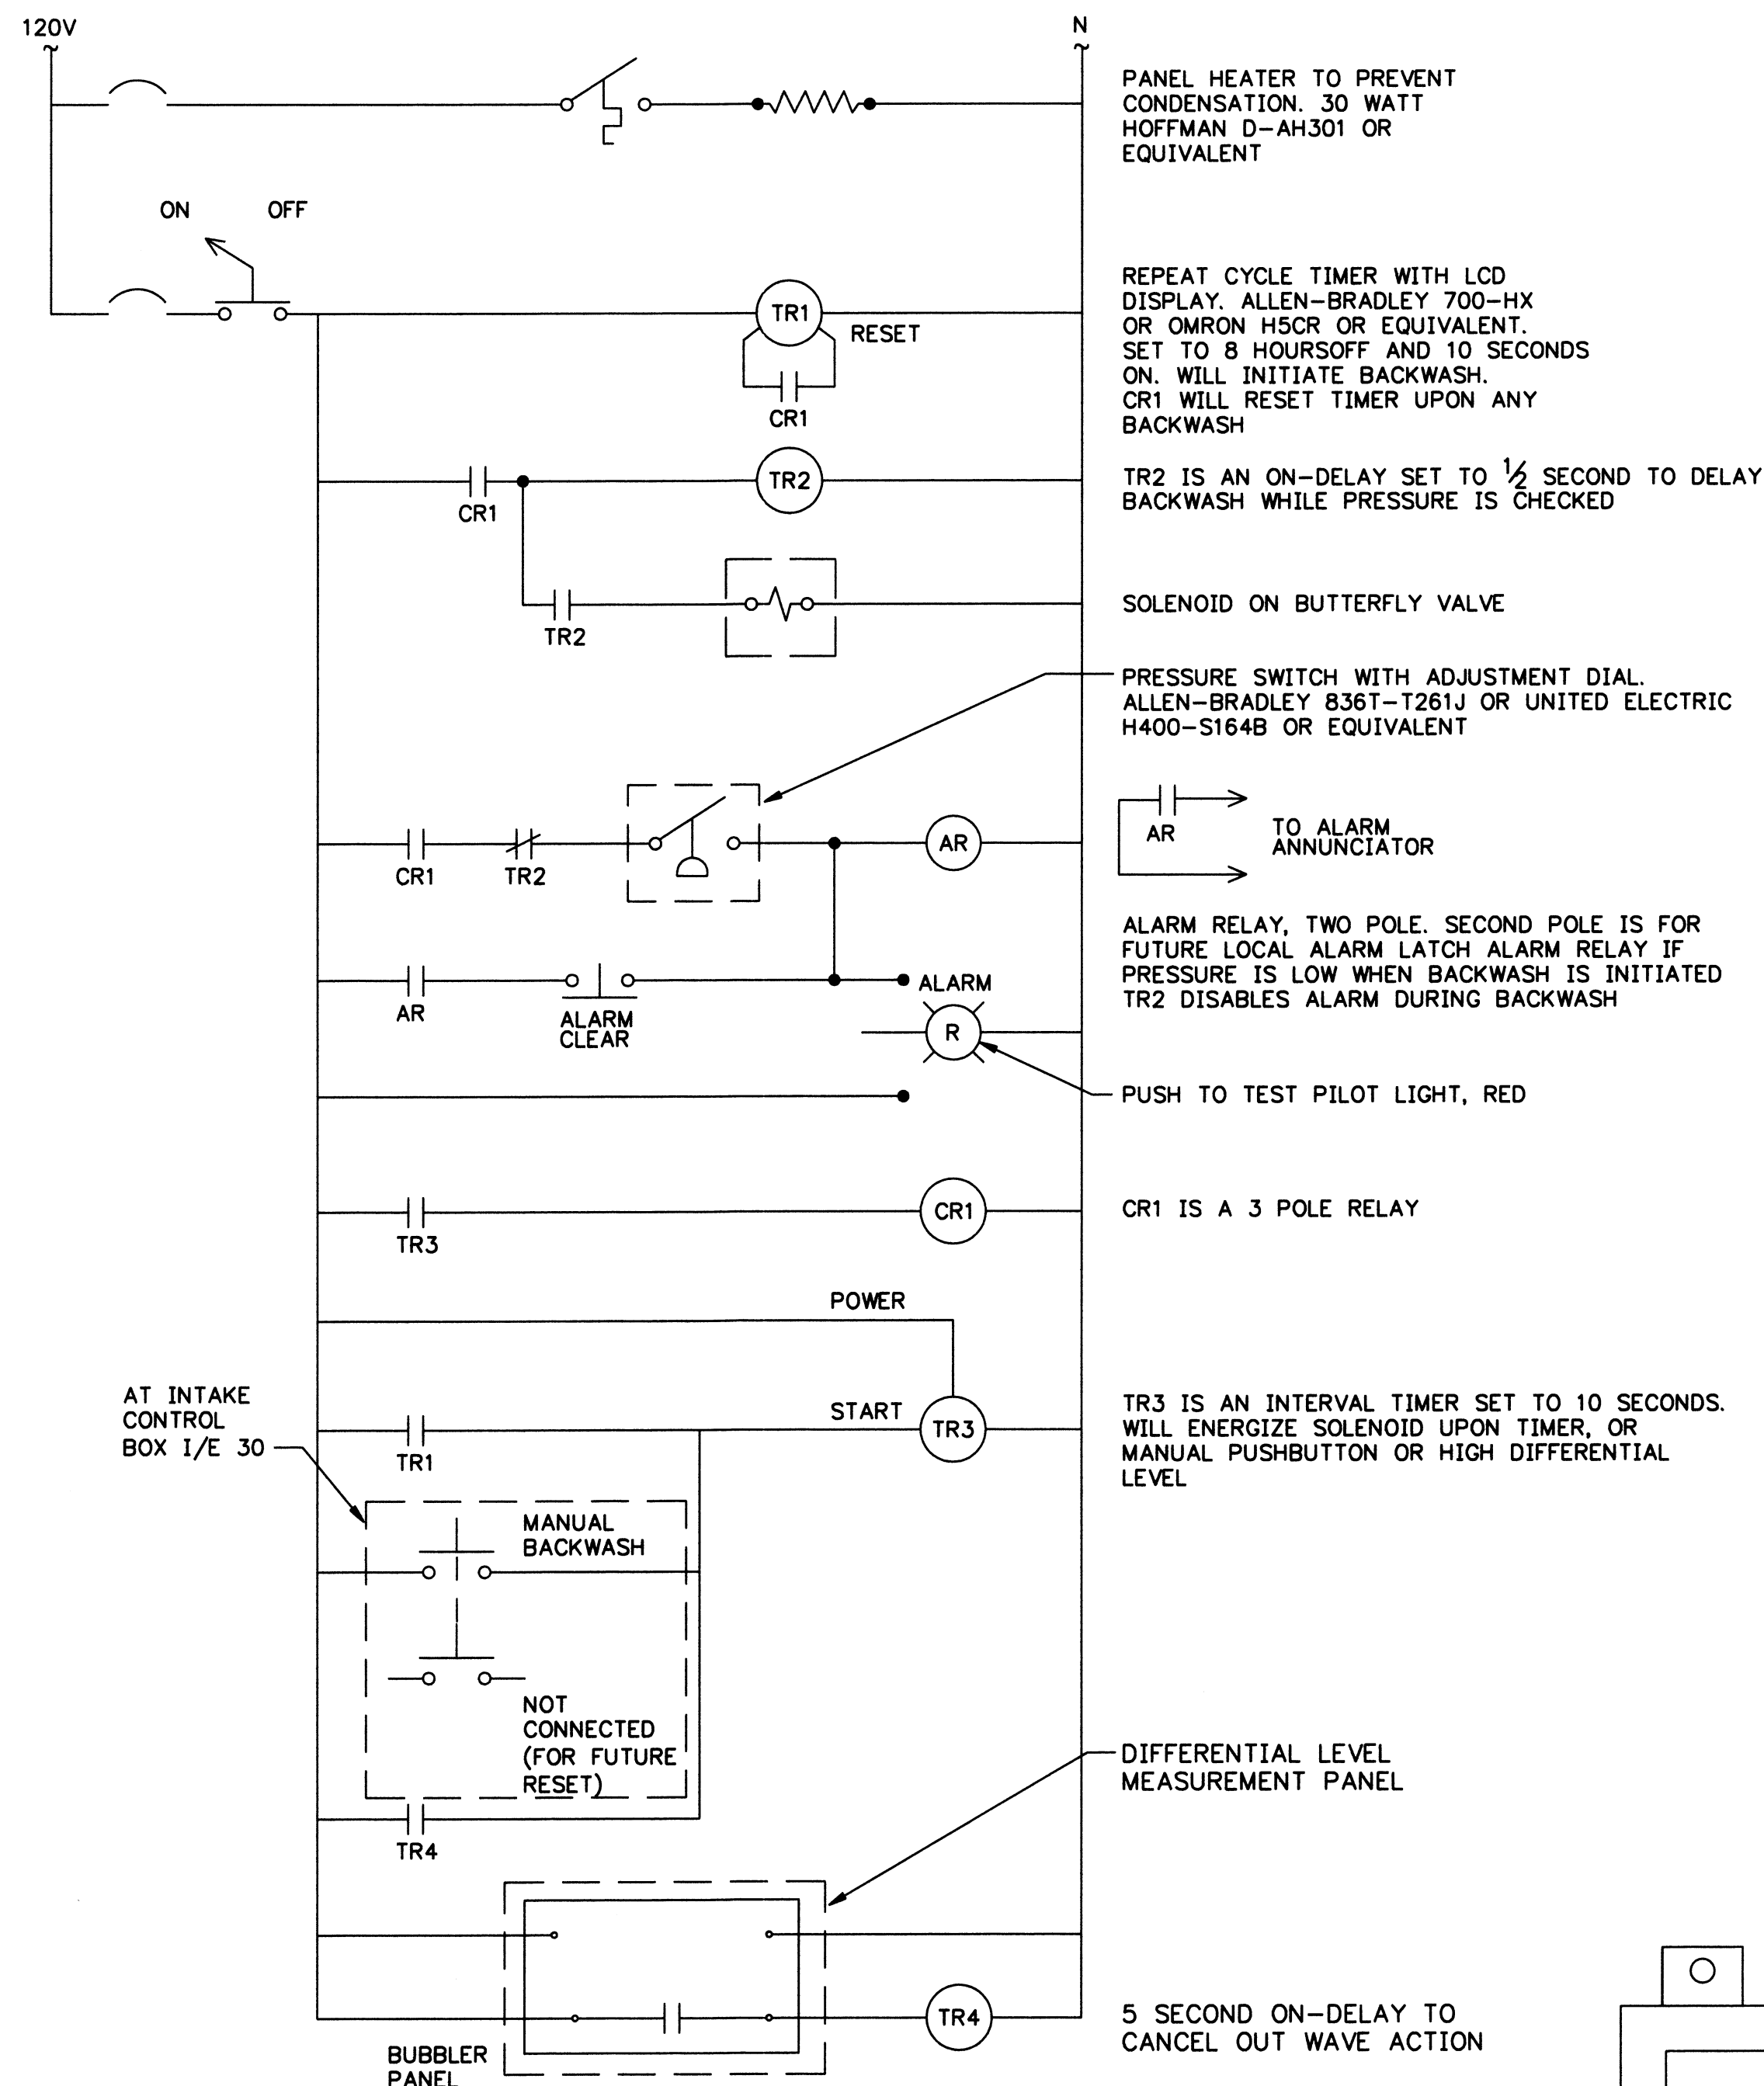 120V
N
PANEL HEATER TO PREVENT
CONDENSATION. 30 WATT
HOFFMAN D-AH301 OR
EQUIVALENT
ON OFF
TR1
RESET
CR1
REPEAT CYCLE TIMER WITH LCD
DISPLAY. ALLEN-BRADLEY 700-HX
OR OMRON H5CR OR EQUIVALENT.
SET TO 8 HOURSOFF AND 10 SECONDS
ON. WILL INITIATE BACKWASH.
CR1 WILL RESET TIMER UPON ANY
BACKWASH
CR1
TR2
TR2 IS AN ON-DELAY SET TO ½ SECOND TO DELAY
BACKWASH WHILE PRESSURE IS CHECKED
TR2
SOLENOID ON BUTTERFLY VALVE
PRESSURE SWITCH WITH ADJUSTMENT DIAL.
ALLEN-BRADLEY 836T-T261J OR UNITED ELECTRIC
H400-S164B OR EQUIVALENT
CR1
TR2
AR
AR
TO ALARM
ANNUNCIATOR
ALARM RELAY, TWO POLE. SECOND POLE IS FOR
FUTURE LOCAL ALARM LATCH ALARM RELAY IF
PRESSURE IS LOW WHEN BACKWASH IS INITIATED
TR2 DISABLES ALARM DURING BACKWASH
AR
ALARM
CLEAR
ALARM
R
PUSH TO TEST PILOT LIGHT, RED
TR3
CR1
CR1 IS A 3 POLE RELAY
POWER
AT INTAKE
CONTROL
BOX I/E 30
TR1
START
TR3
TR3 IS AN INTERVAL TIMER SET TO 10 SECONDS.
WILL ENERGIZE SOLENOID UPON TIMER, OR
MANUAL PUSHBUTTON OR HIGH DIFFERENTIAL
LEVEL
MANUAL
BACKWASH
NOT
CONNECTED
(FOR FUTURE
RESET)
TR4
DIFFERENTIAL LEVEL
MEASUREMENT PANEL
TR4
5 SECOND ON-DELAY TO
CANCEL OUT WAVE ACTION
BUBBLER
PANEL